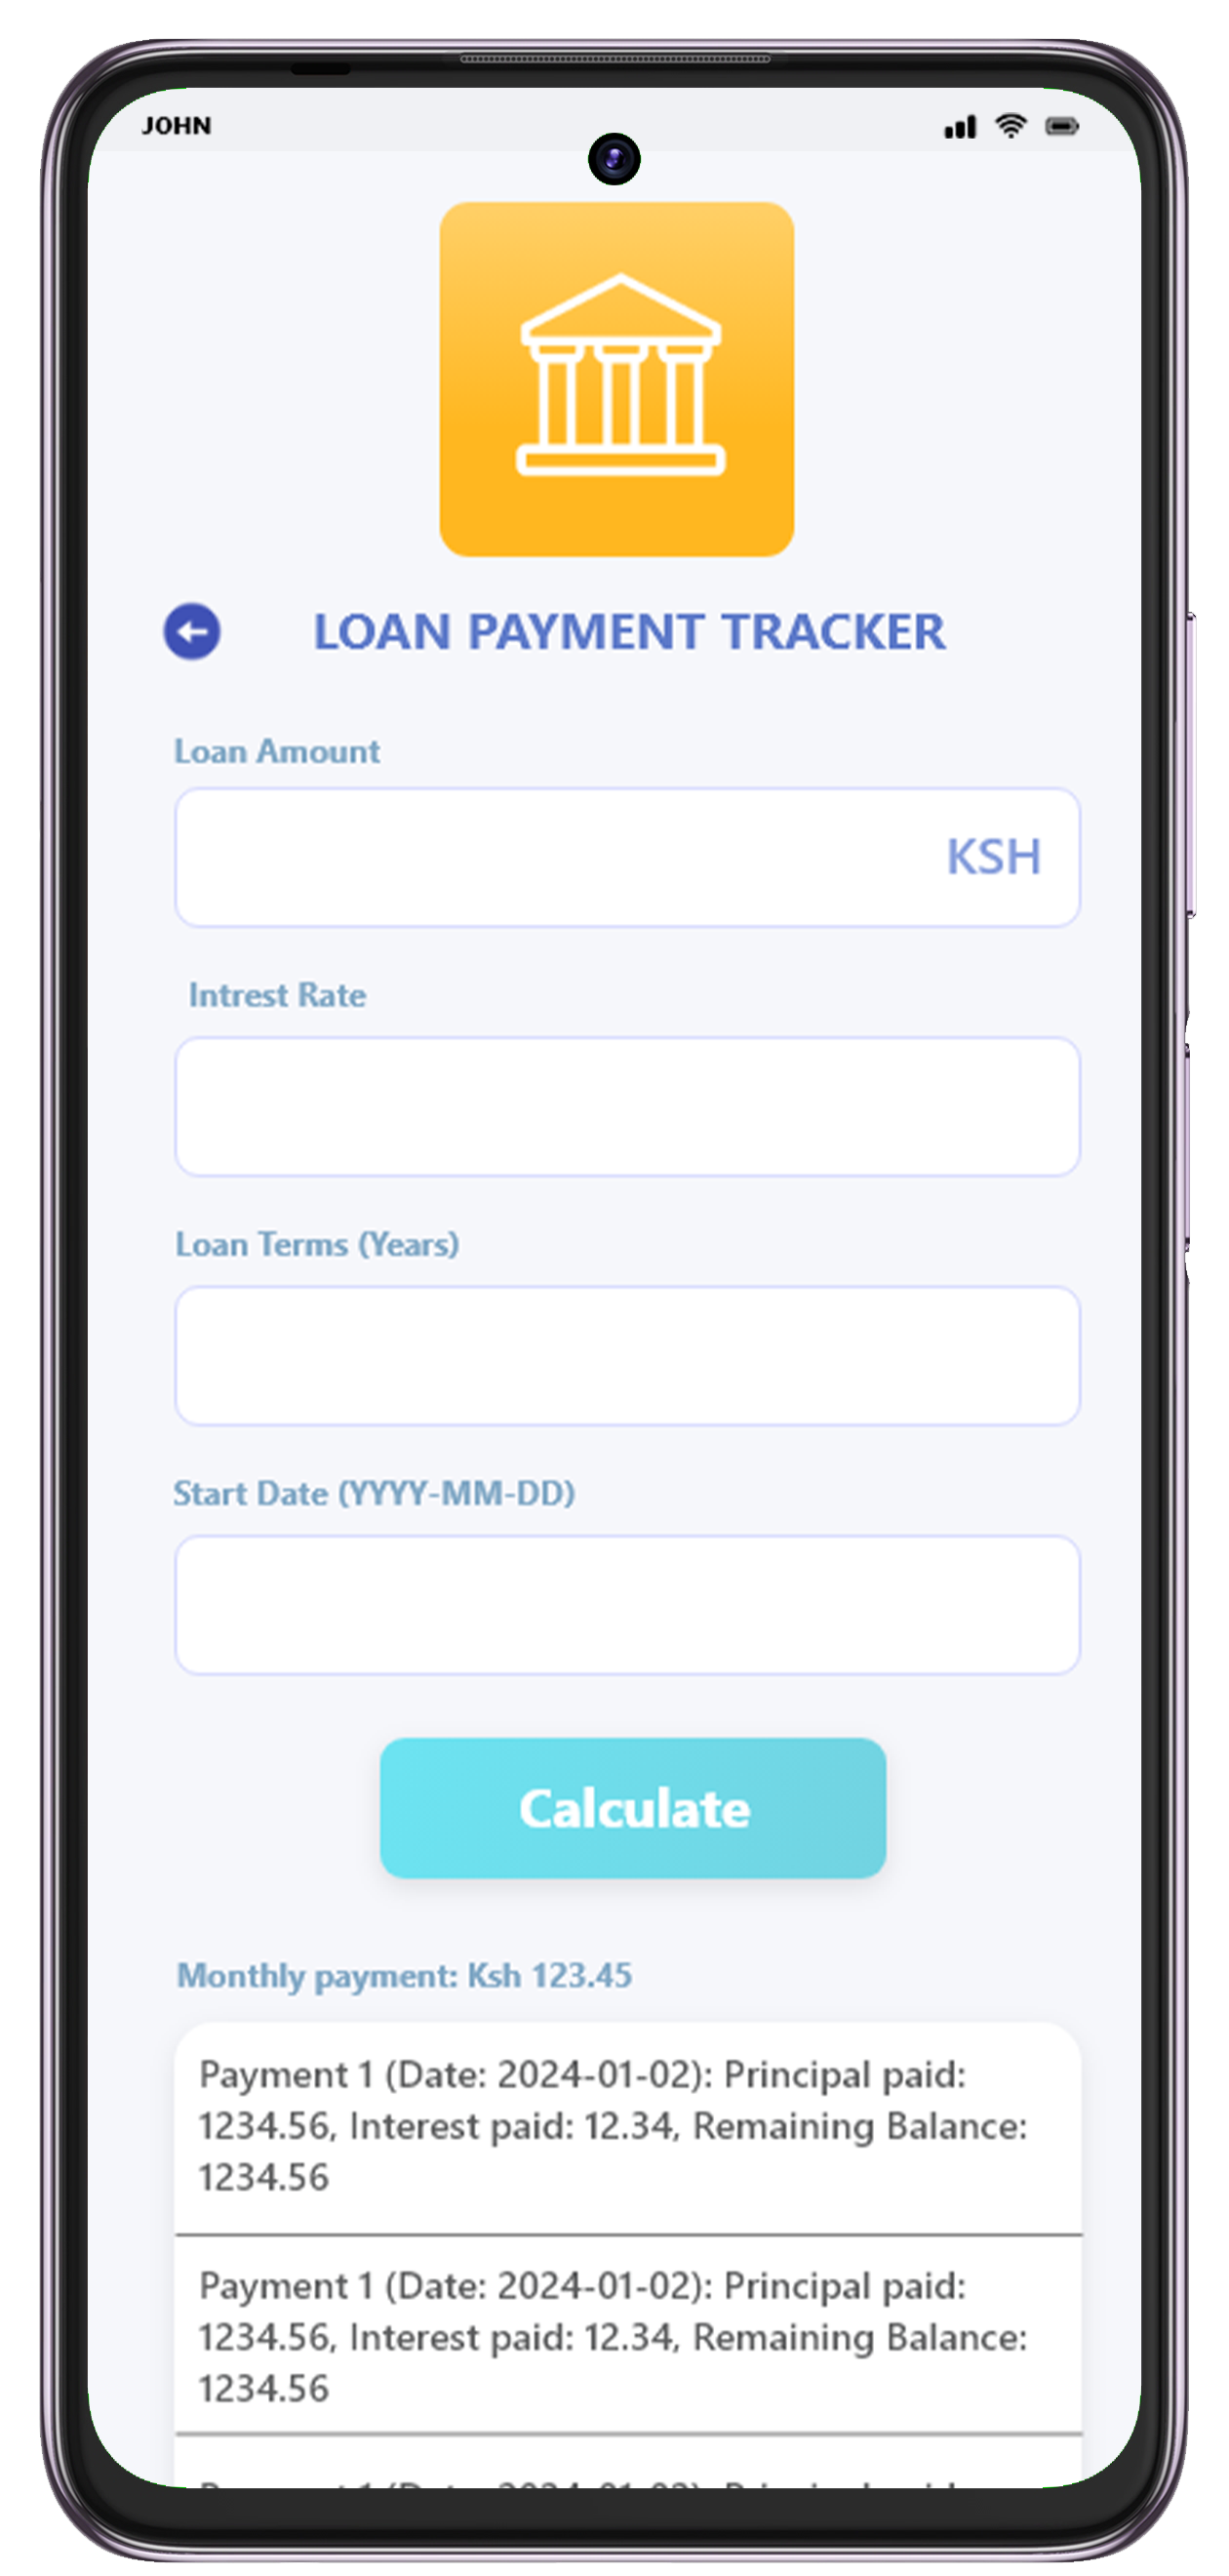 JOHN
LOAN PAYMENT TRACKER
Loan Amount
KSH
Intrest Rate
Loan Terms (Years)
Start Date (YYYY-MM-DD)
Calculate
Monthly payment: Ksh 123.45
Payment 1 (Date: 2024-01-02): Principal paid:
1234.56, Interest paid: 12.34, Remaining Balance:
1234.56
Payment 1 (Date: 2024-01-02): Principal paid:
1234.56, Interest paid: 12.34, Remaining Balance:
1234.56